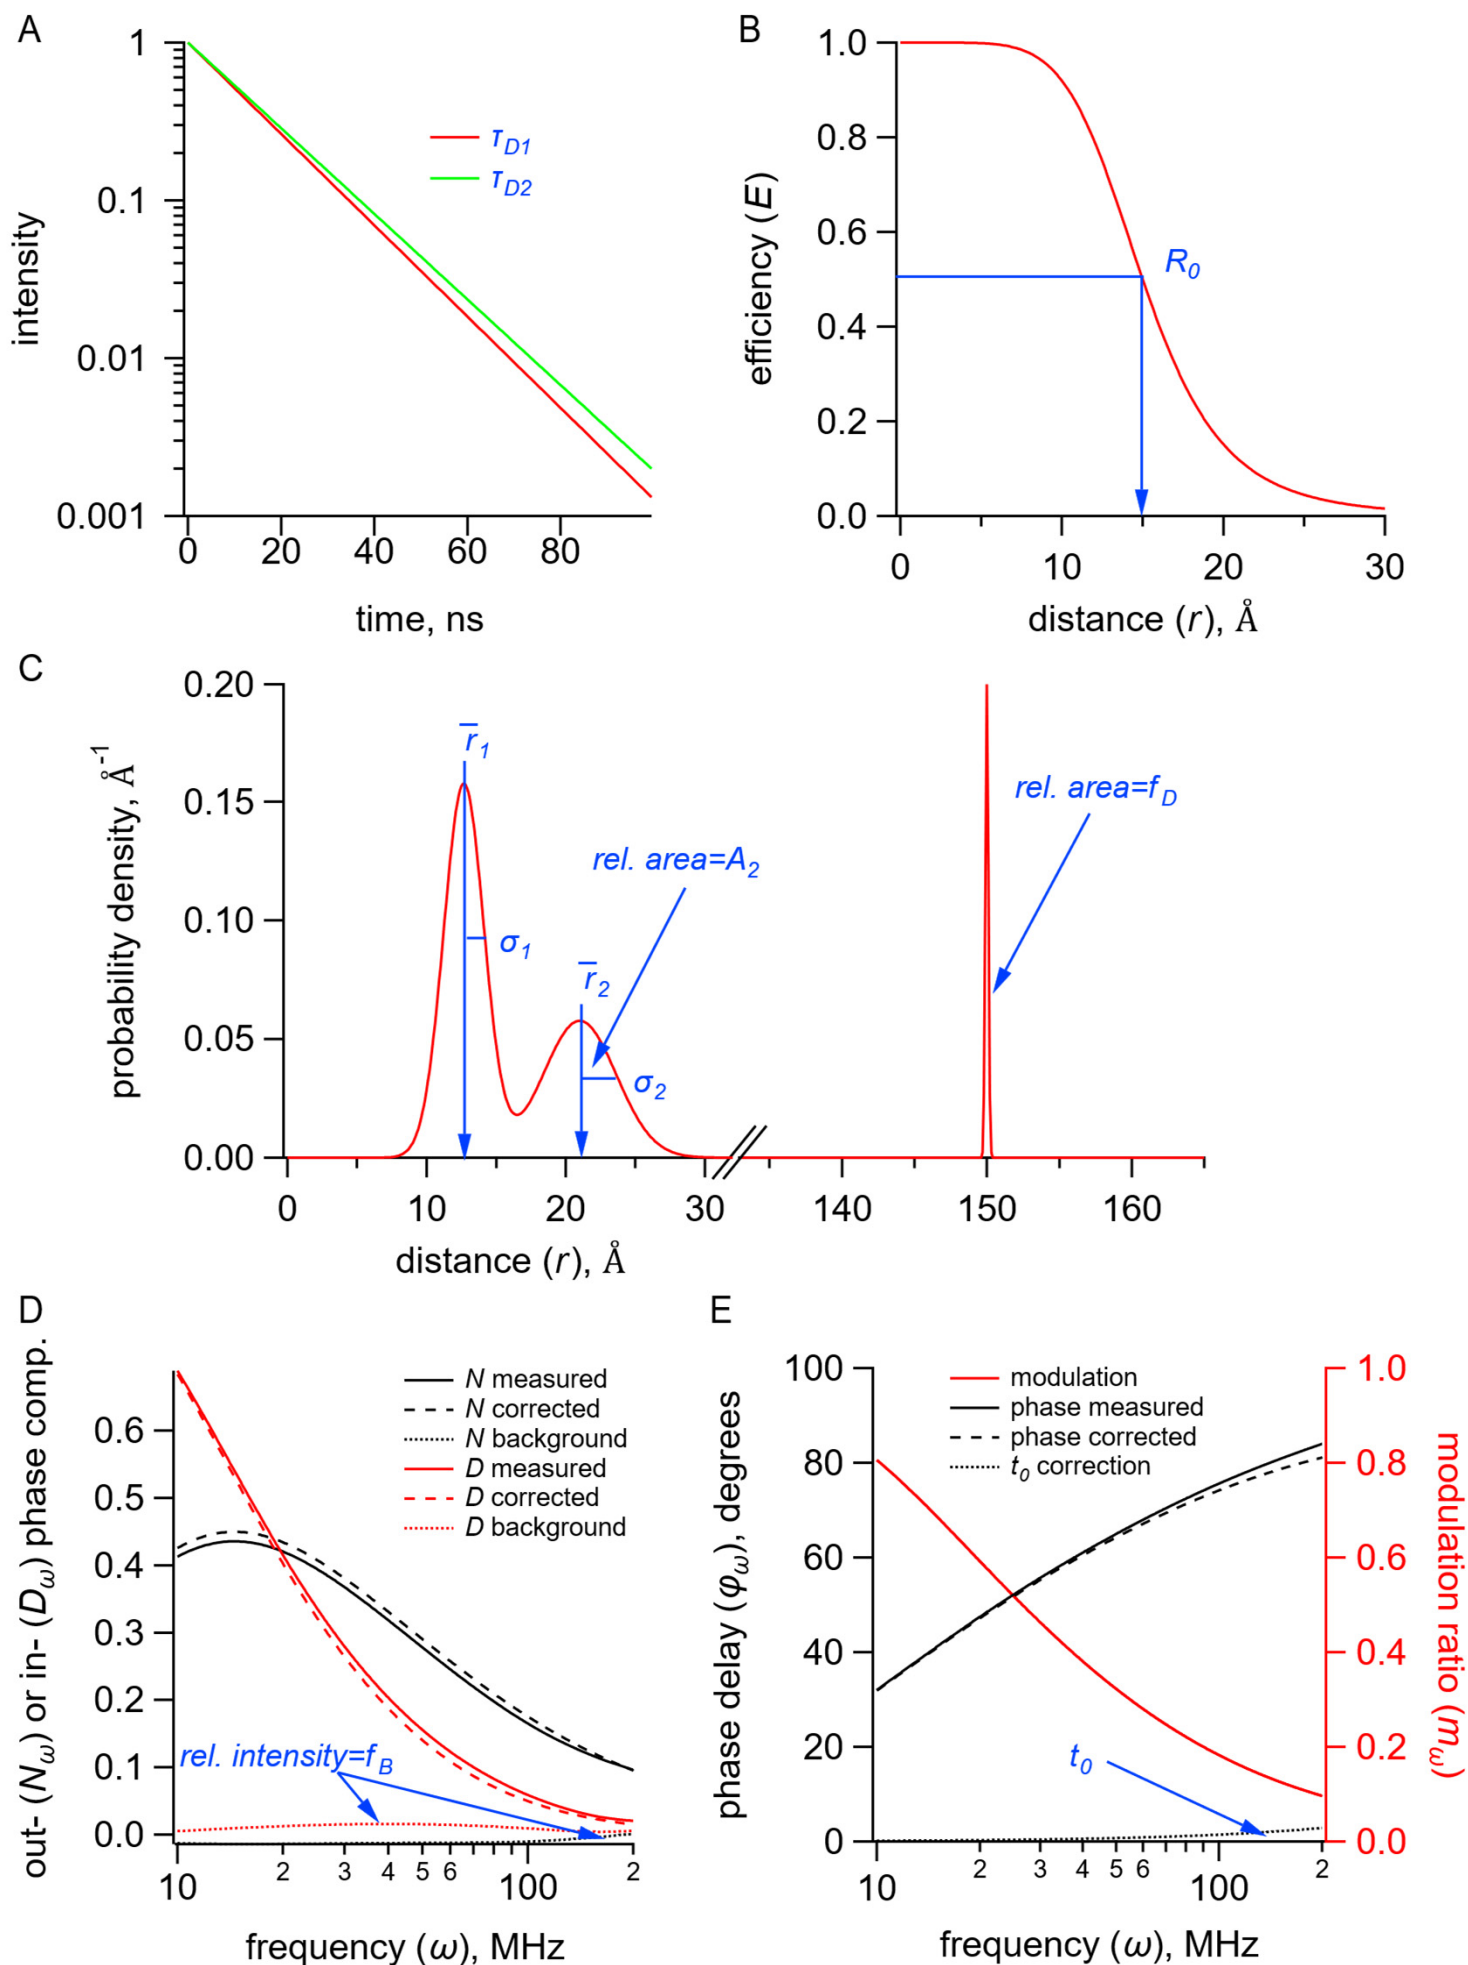 A
intensity
1
0.1
0.01
0.001
τD1
τD2
0 20 40 60 80
time, ns
B
efficiency (E)
1.0
0.8
0.6
0.4
0.2
0.0
R0
0 10 20 30
distance (r), Å
C
probability density, Å-1
0.20
0.15
0.10
0.05
0.00
r̅1
σ1
rel. area=A2
r̅2
σ2
rel. area=fD
0 10 20 30 140 150 160
distance (r), Å
D
out- (Nω) or in- (Dω) phase comp.
0.6
0.5
0.4
0.3
0.2
0.1
0.0
N measured
N corrected
N background
D measured
D corrected
D background
rel. intensity=fB
10 2 3 4 5 6 100 2
frequency (ω), MHz
E
phase delay (φω), degrees
100
80
60
40
20
0
modulation
phase measured
phase corrected
t0 correction
t0
1.0
0.8
0.6
0.4
0.2
0.0
modulation ratio (mω)
10 2 3 4 5 6 100 2
frequency (ω), MHz